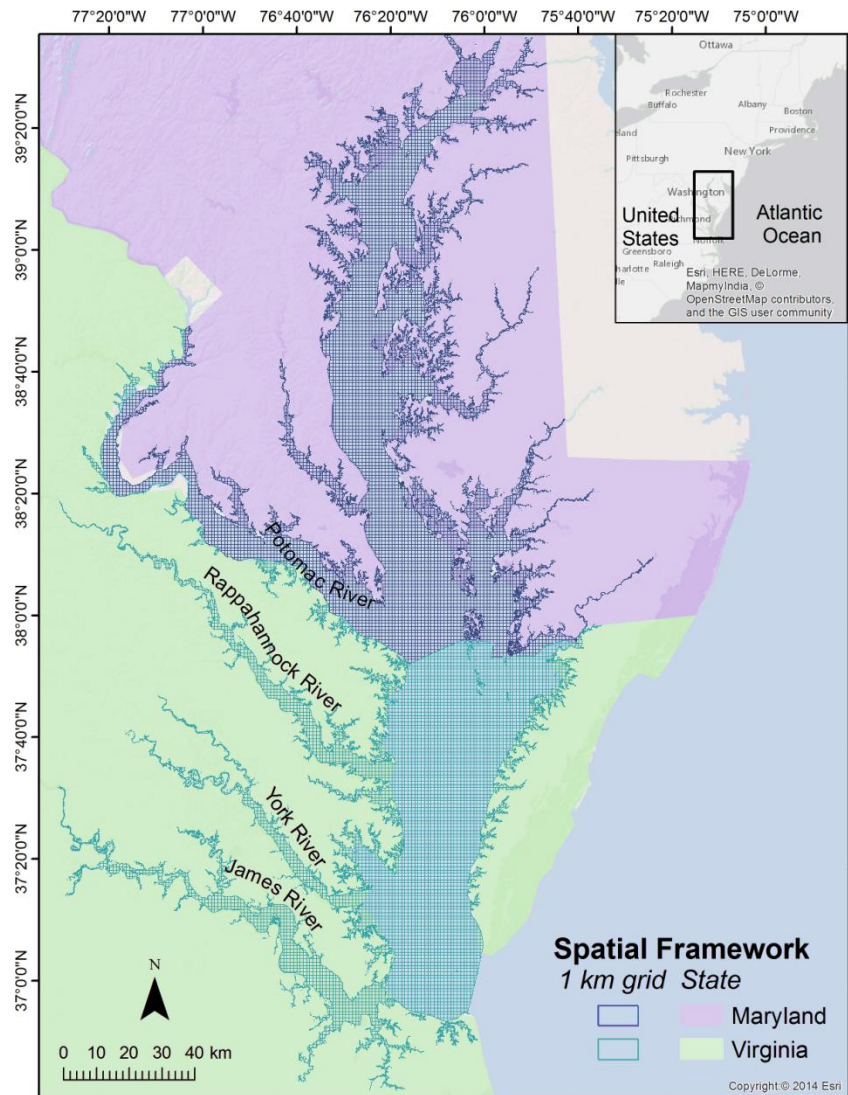 77°20'0"W 77°0'0"W 76°40'0"W 76°20'0"W 76°0'0"W 75°40'0"W 75°20'0"W 75°0'0"W
39°20'0"N
39°0'0"N
38°40'0"N
38°20'0"N
38°0'0"N
37°40'0"N
37°20'0"N
37°0'0"N
Ottawa
Rochester
Buffalo
Albany
Boston
eland
Providence
New York
Pittsburgh
Washington
United
States
chmond
Norfolk
Atlantic
Ocean
Greensboro
Raleigh
harlotte
lle
Esri, HERE, DeLorme,
MapmyIndia, ©
OpenStreetMap contributors,
and the GIS user community
Potomac River
Rappahannock River
York River
James River
N
0 10 20 30 40 km
Spatial Framework
1 km grid State
Maryland
Virginia
Copyright:© 2014 Esri